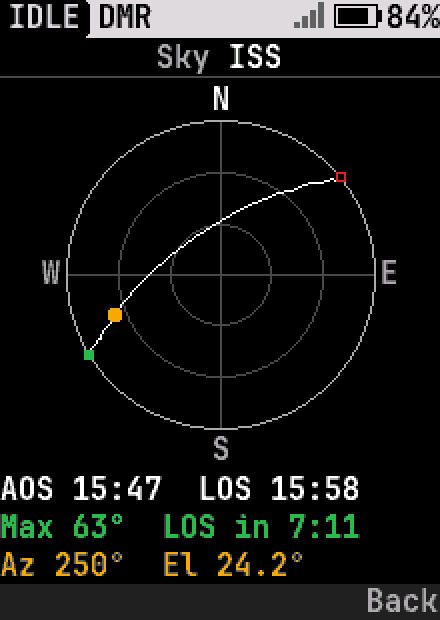 IDLE DMR 84%
Sky ISS
N
W E
S
AOS 15:47 LOS 15:58
Max 63° LOS in 7:11
Az 250° El 24.2°
Back